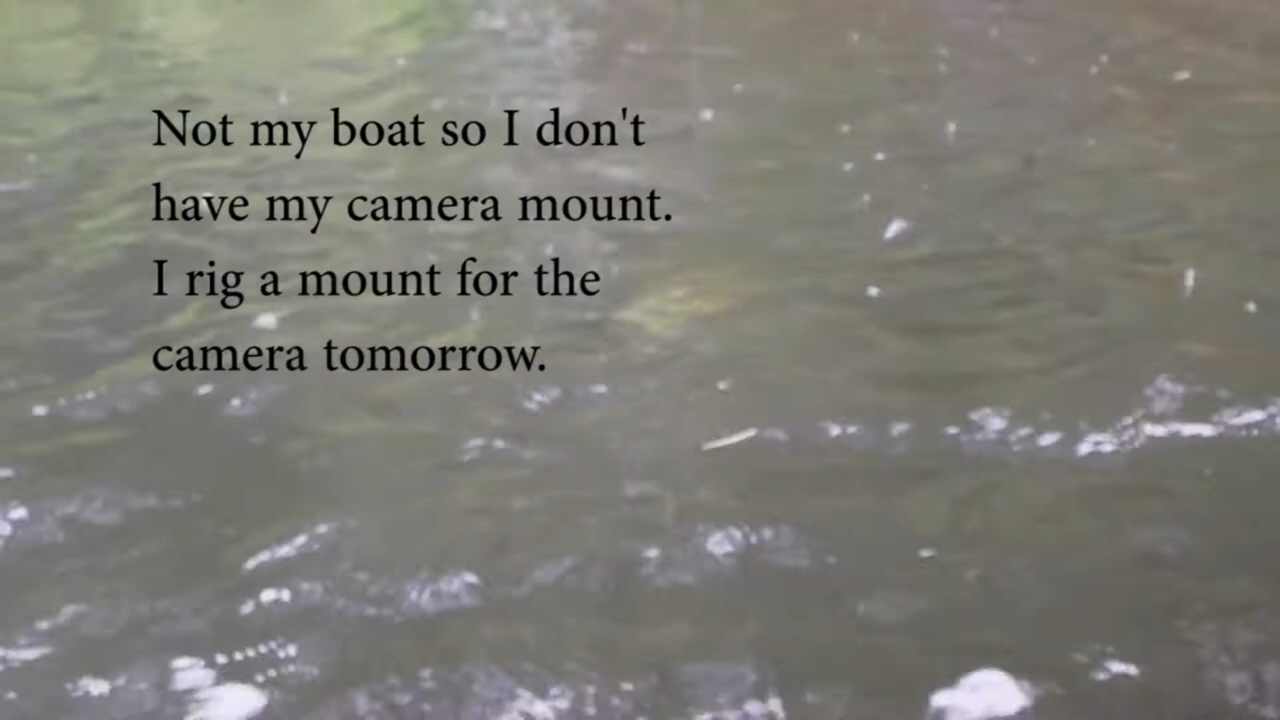 Not my boat so I don't
have my camera mount.
I rig a mount for the
camera tomorrow.